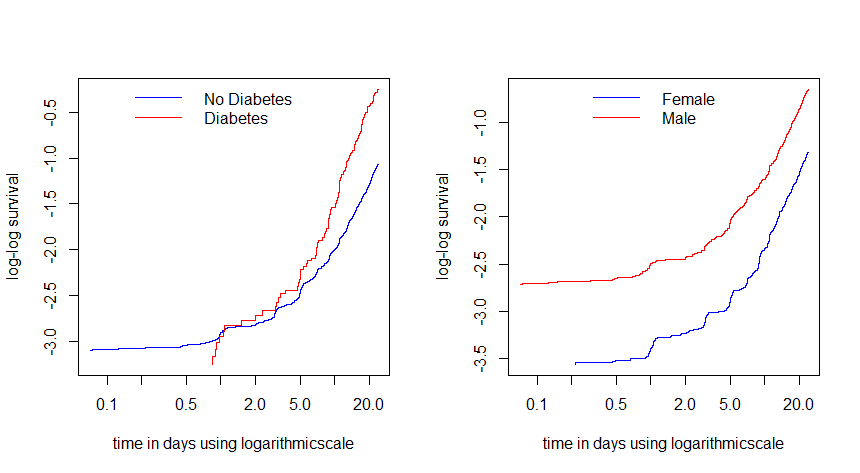 No Diabetes
Diabetes
log-log survival
-0.5
-1.0
-1.5
-2.0
-2.5
-3.0
0.1 0.5 2.0 5.0 20.0
time in days using logarithmicscale
Female
Male
log-log survival
-1.0
-1.5
-2.0
-2.5
-3.0
-3.5
0.1 0.5 2.0 5.0 20.0
time in days using logarithmicscale